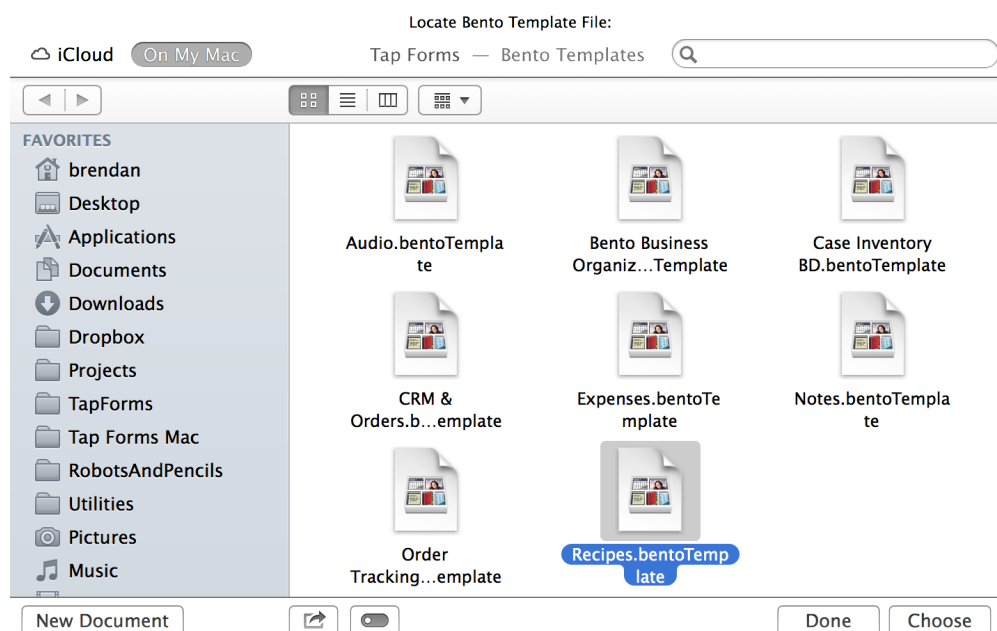 Locate Bento Template File:
iCloud
On My Mac
Tap Forms — Bento Templates
FAVORITES
brendan
Desktop
Applications
Documents
Downloads
Dropbox
Projects
TapForms
Tap Forms Mac
RobotsAndPencils
Utilities
Pictures
Music
Audio.bentoTempla
te
Bento Business
Organiz...Template
Case Inventory
BD.bentoTemplate
CRM &
Orders.b...emplate
Expenses.bentoTe
mplate
Notes.bentoTempla
te
Order
Tracking...emplate
Recipes.bentoTemp
late
New Document
Done
Choose